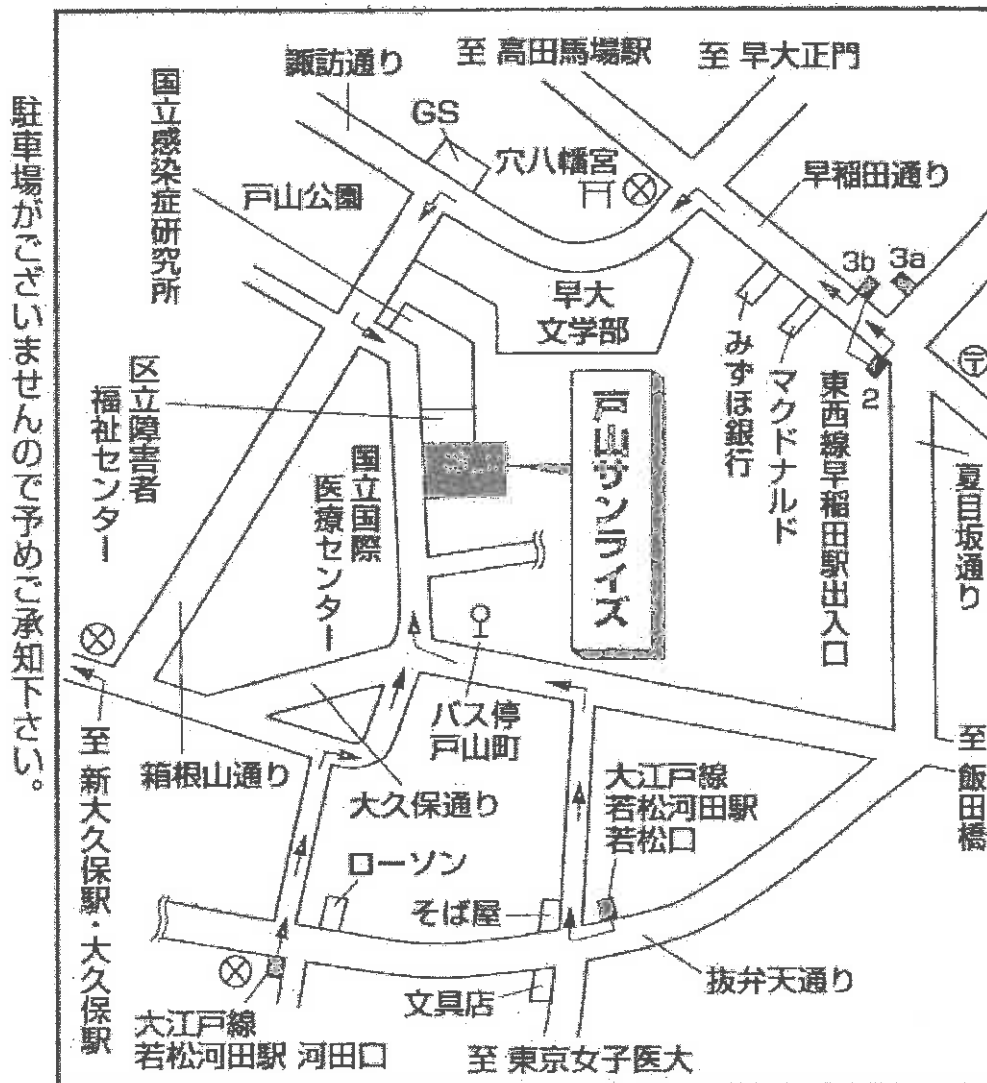 駐車場がございませんので予めご承知下さい。
諏訪通り
至 高田馬場駅
至 早大正門
国立感染症研究所
GS
穴八幡宮
早稲田通り
戸山公園
3b
3a
早大
文学部
みずほ銀行
マクドナルド
東西線早稲田駅出入口
2
〒
夏目坂通り
区立障害者
福祉センター
国立国際
医療センター
戸山サンライズ
バス停
戸山町
至 新大久保駅・大久保駅
箱根山通り
大久保通り
大江戸線
若松河田駅
若松口
至 飯田橋
ローソン
そば屋
文具店
抜弁天通り
大江戸線
若松河田駅 河田口
至 東京女子医大